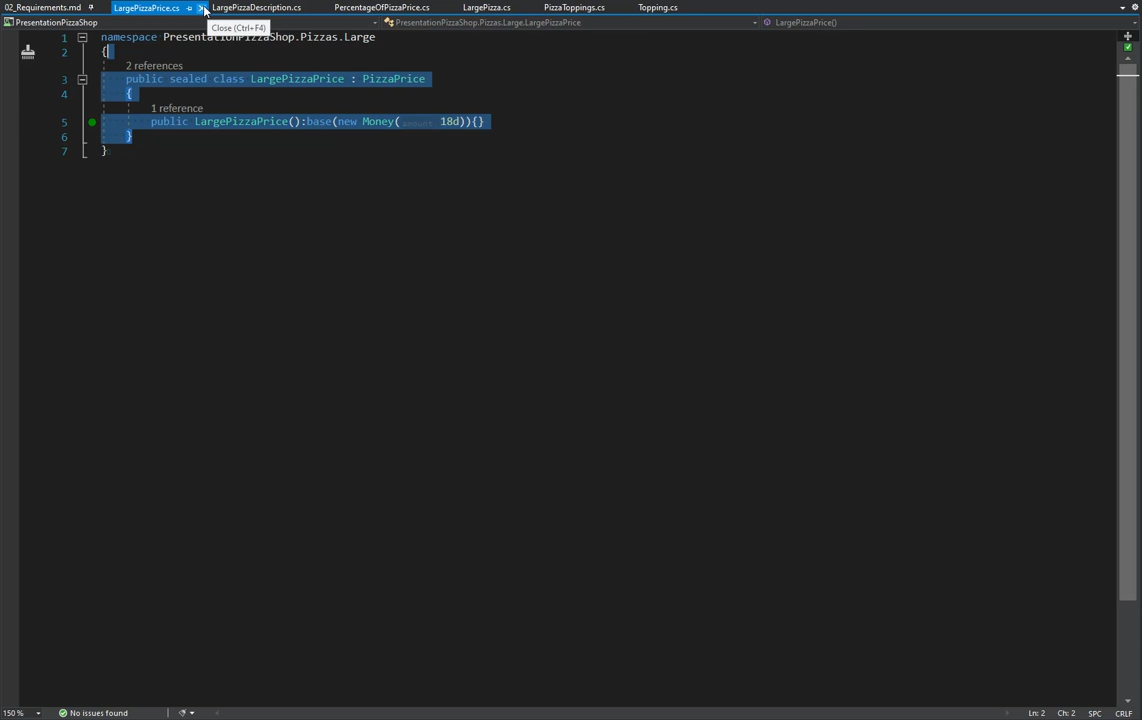 02_Requirements.md LargePizzaPrice.cs LargePizzaDescription.cs PercentageOfPizzaPrice.cs LargePizza.cs PizzaToppings.cs Topping.cs
PresentationPizzaShop PresentationPizzaShop.Pizzas.Large.LargePizzaPrice LargePizzaPrice()
Close (Ctrl+F4)
1 namespace PresentationPizzaShop.Pizzas.Large
2 {
2 references
3 public sealed class LargePizzaPrice : PizzaPrice
4 {
1 reference
5 public LargePizzaPrice():base(new Money( amount: 18d)){}
6 }
7 }
150 % No issues found Ln: 2 Ch: 2 SPC CRLF